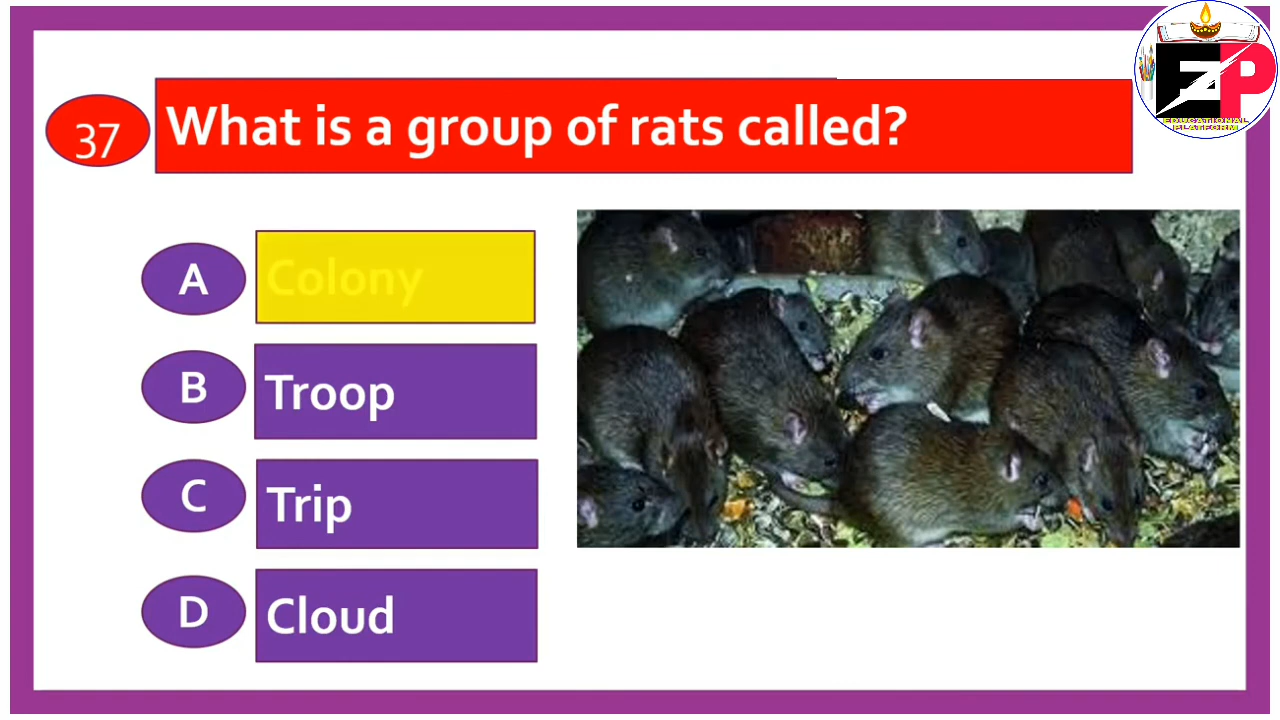 37 What is a group of rats called?
A Colony
B Troop
C Trip
D Cloud
EP
EDUCATIONAL
PLATFORM